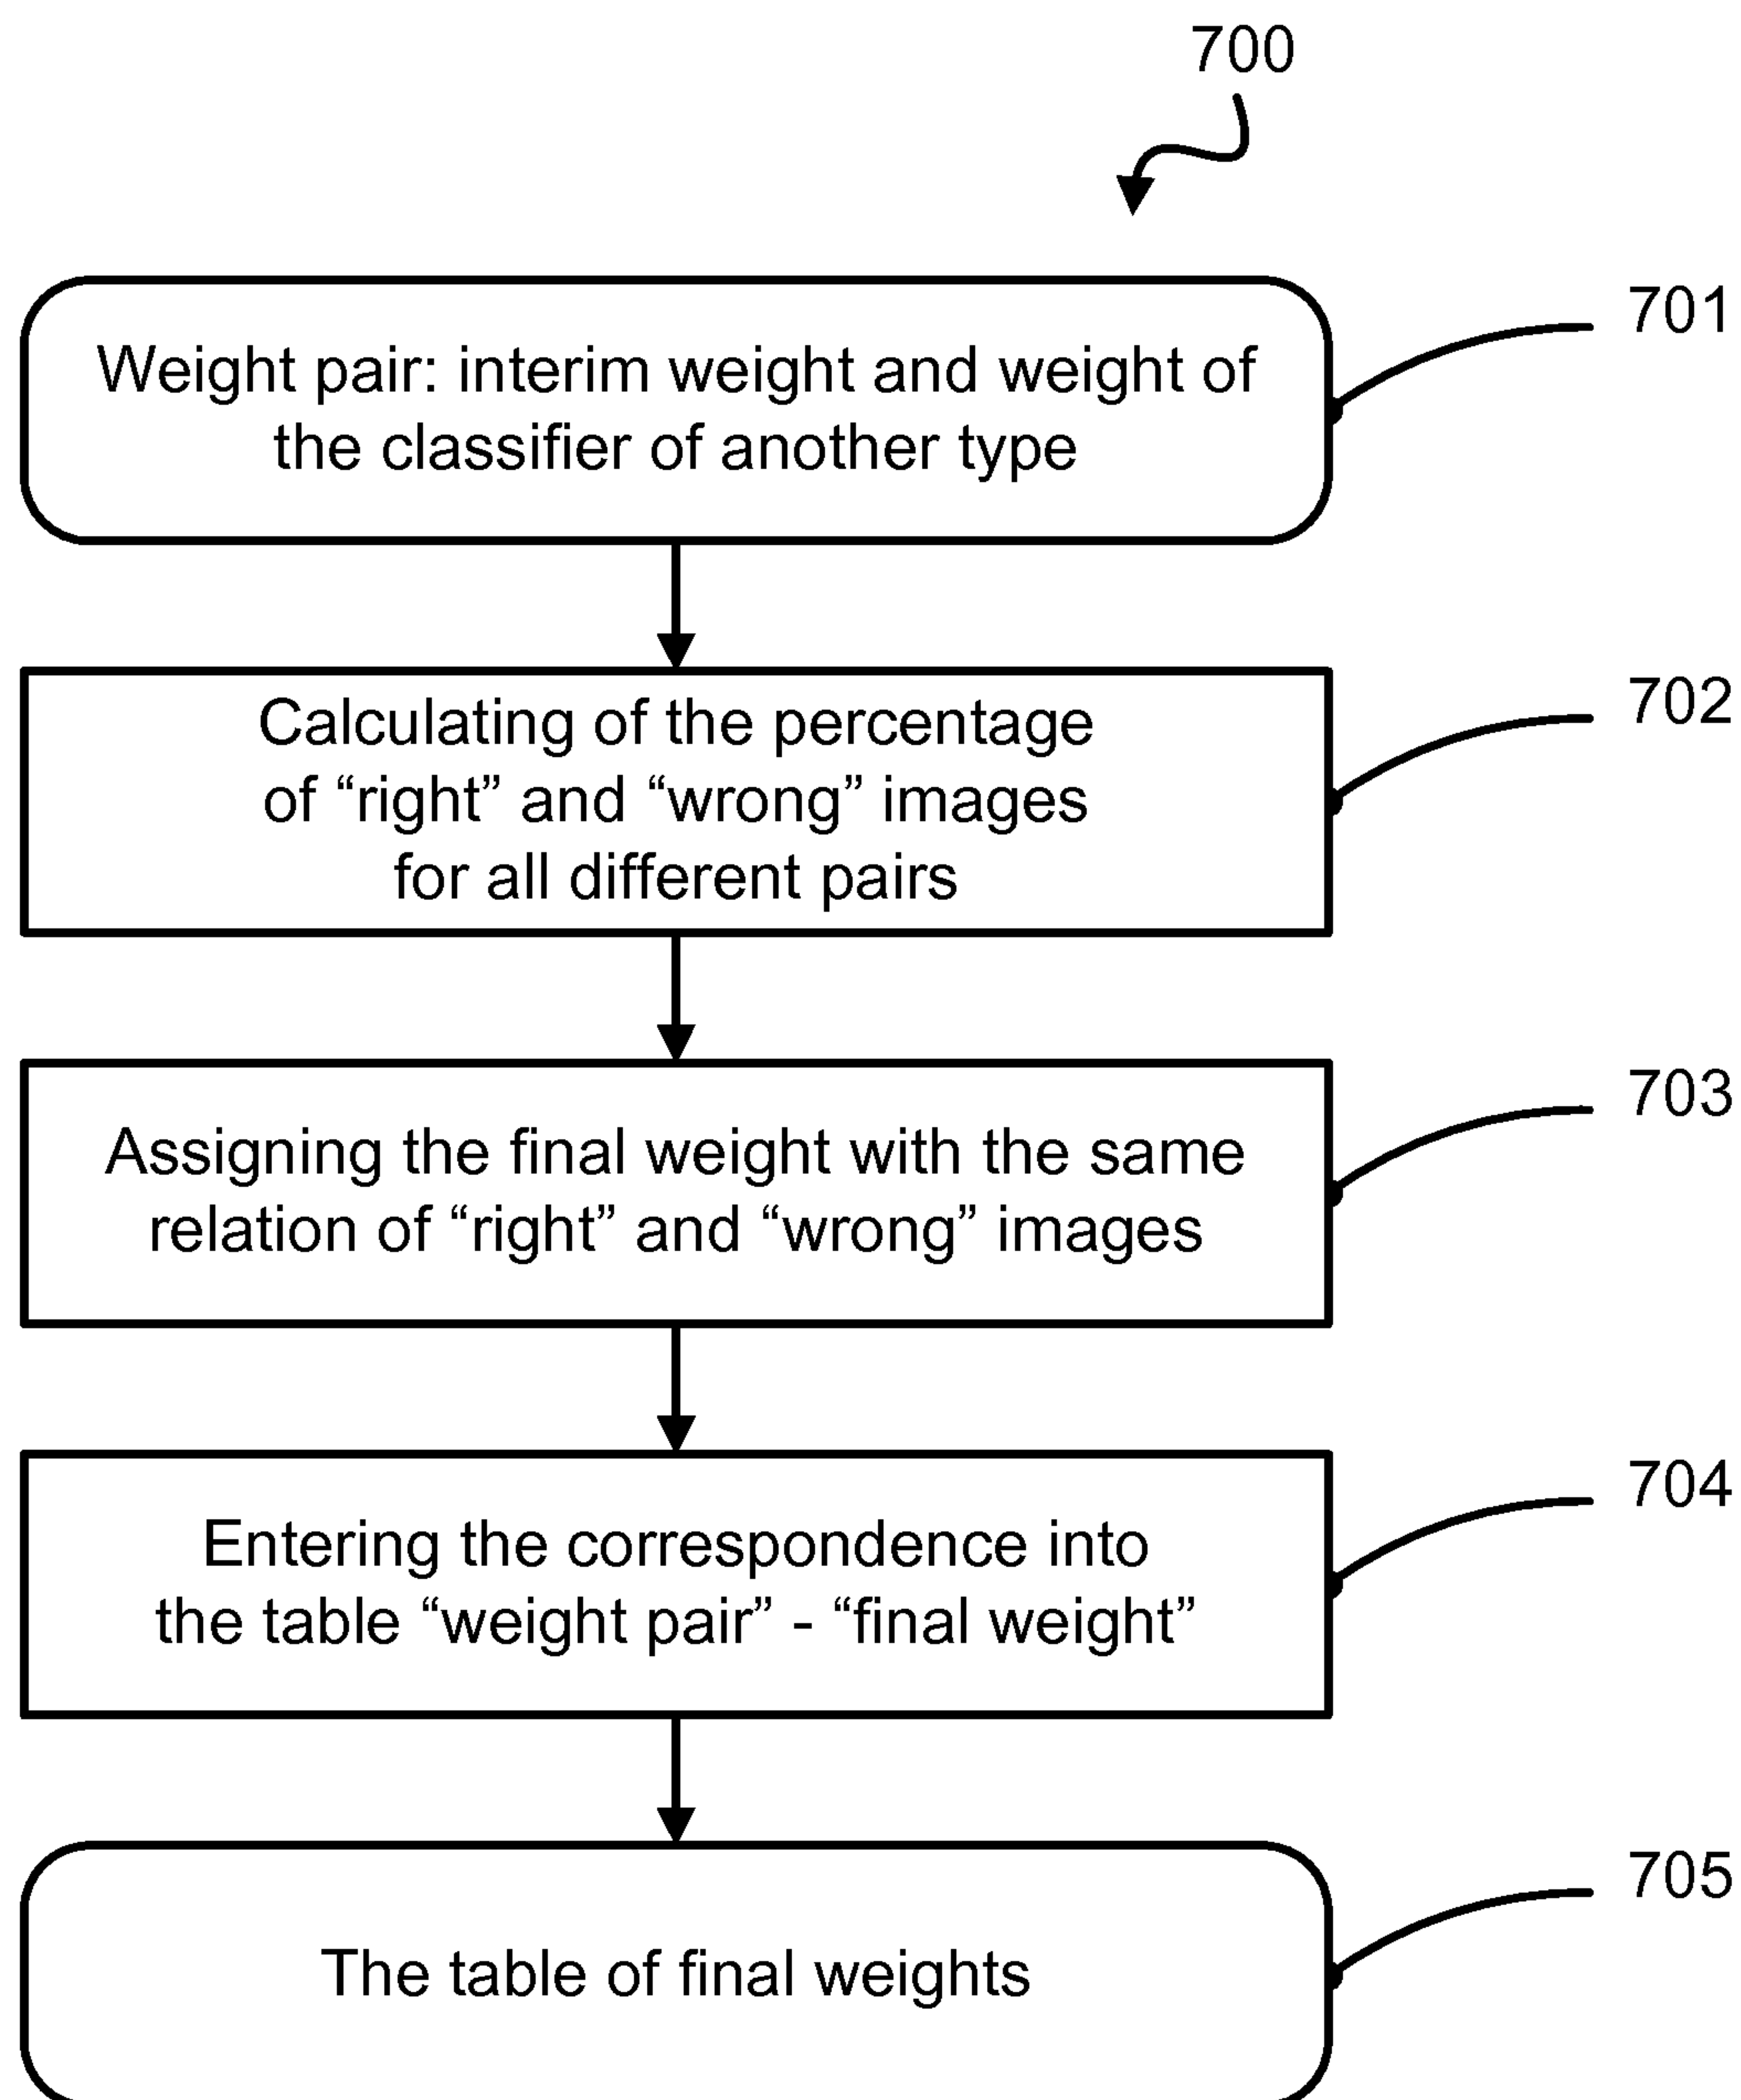 700
701
Weight pair: interim weight and weight of
the classifier of another type
702
Calculating of the percentage
of “right” and “wrong” images
for all different pairs
703
Assigning the final weight with the same
relation of “right” and “wrong” images
704
Entering the correspondence into
the table “weight pair” - “final weight”
705
The table of final weights